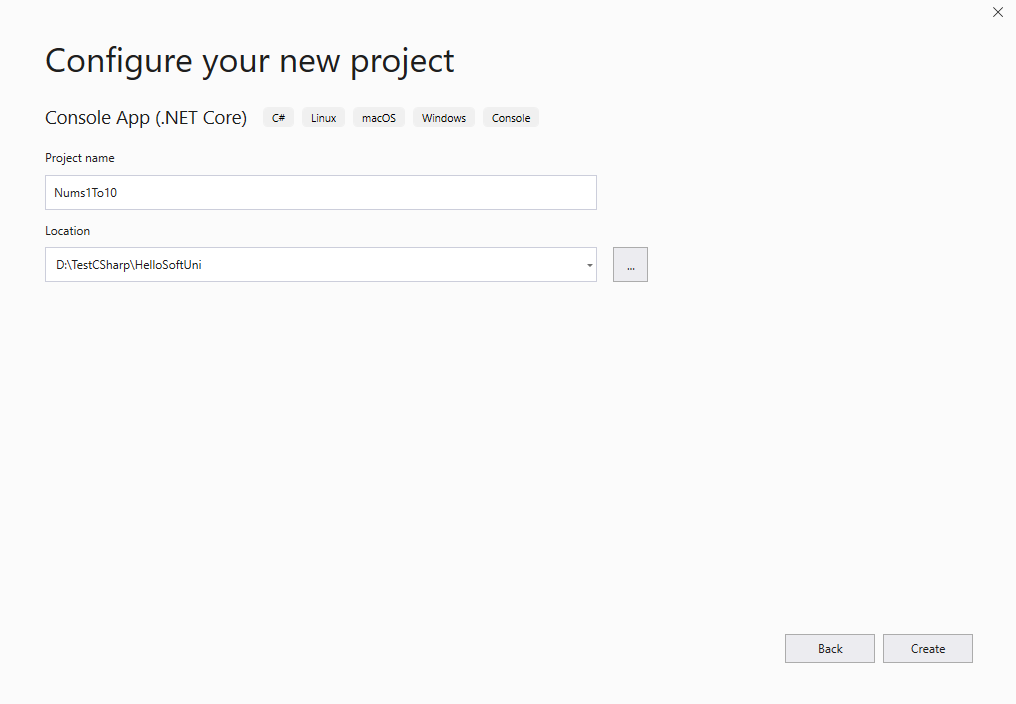 Configure your new project
Console App (.NET Core) C# Linux macOS Windows Console
Project name
Nums1To10
Location
D:\TestCSharp\HelloSoftUni
...
Back Create